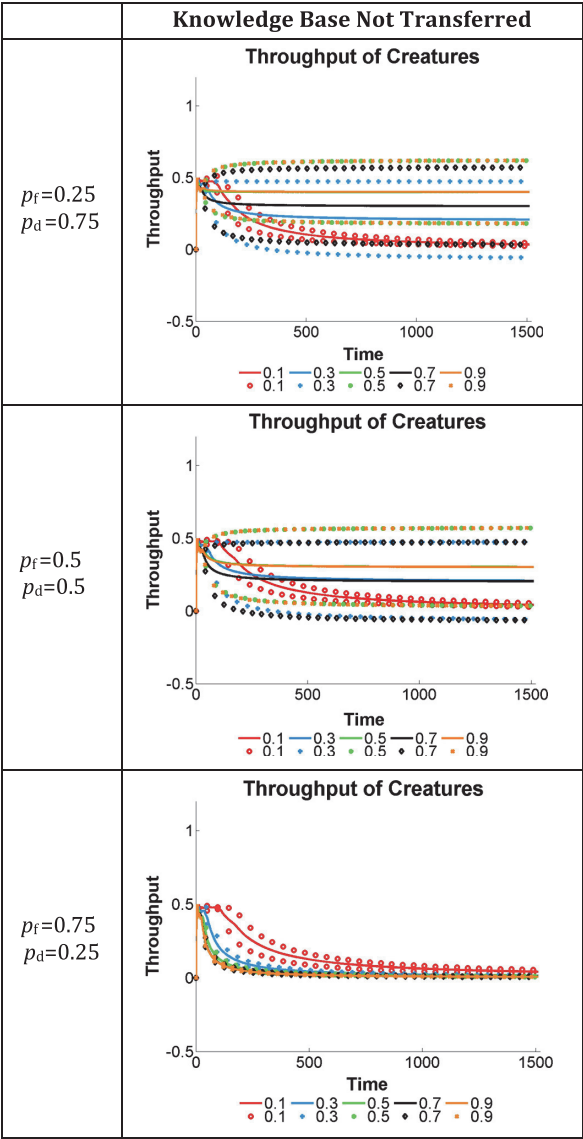 Knowledge Base Not Transferred
p_f=0.25
p_d=0.75
Throughput of Creatures
Throughput
1
0.5
0
-0.5
0 500 1000 1500
Time
0.1 0.3 0.5 0.7 0.9
0.1 0.3 0.5 0.7 0.9
p_f=0.5
p_d=0.5
Throughput of Creatures
Throughput
1
0.5
0
-0.5
0 500 1000 1500
Time
0.1 0.3 0.5 0.7 0.9
0.1 0.3 0.5 0.7 0.9
p_f=0.75
p_d=0.25
Throughput of Creatures
Throughput
1
0.5
0
-0.5
0 500 1000 1500
Time
0.1 0.3 0.5 0.7 0.9
0.1 0.3 0.5 0.7 0.9